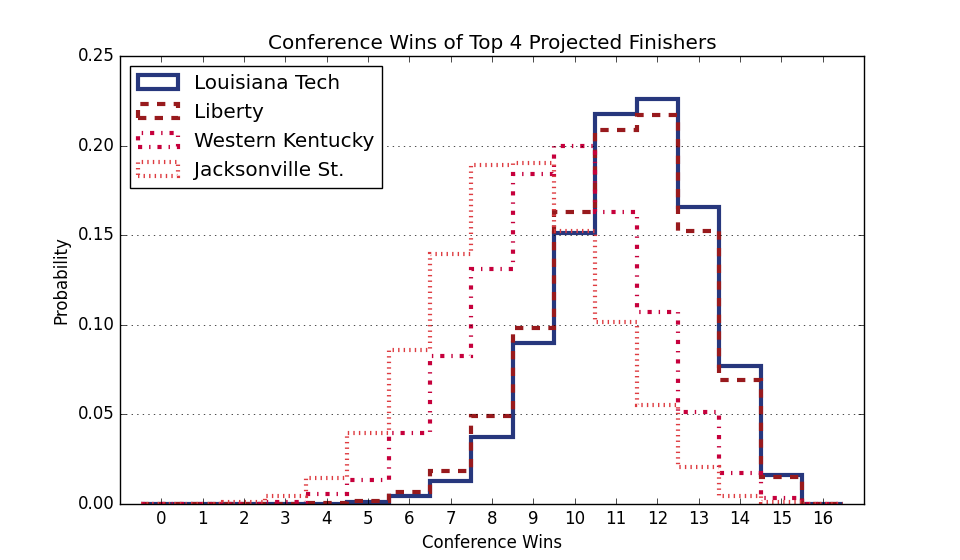 Conference Wins of Top 4 Projected Finishers
Louisiana Tech
Liberty
Western Kentucky
Jacksonville St.
0.25
0.20
0.15
0.10
0.05
0.00
Probability
0 1 2 3 4 5 6 7 8 9 10 11 12 13 14 15 16
Conference Wins